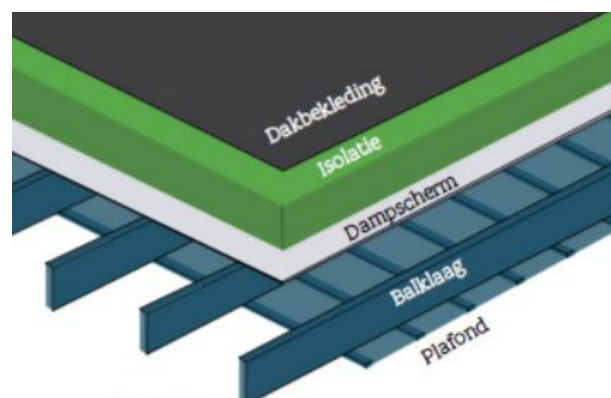 Dakbekleding
Isolatie
Dampscherm
Balklaag
Plafond